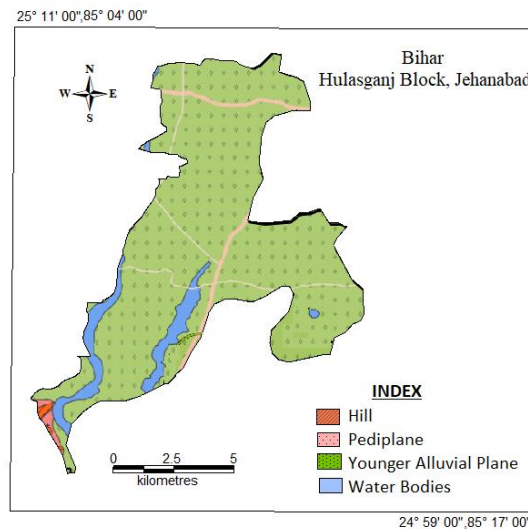 25° 11' 00",85° 04' 00"
Bihar
Hulasganj Block, Jehanabad
N
W E
S
INDEX
Hill
Pediplane
Younger Alluvial Plane
Water Bodies
0 2.5 5
kilometres
24° 59' 00",85° 17' 00"